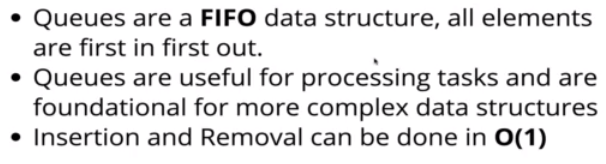 • Queues are a FIFO data structure, all elements
are first in first out.
• Queues are useful for processing tasks and are
foundational for more complex data structures
• Insertion and Removal can be done in O(1)